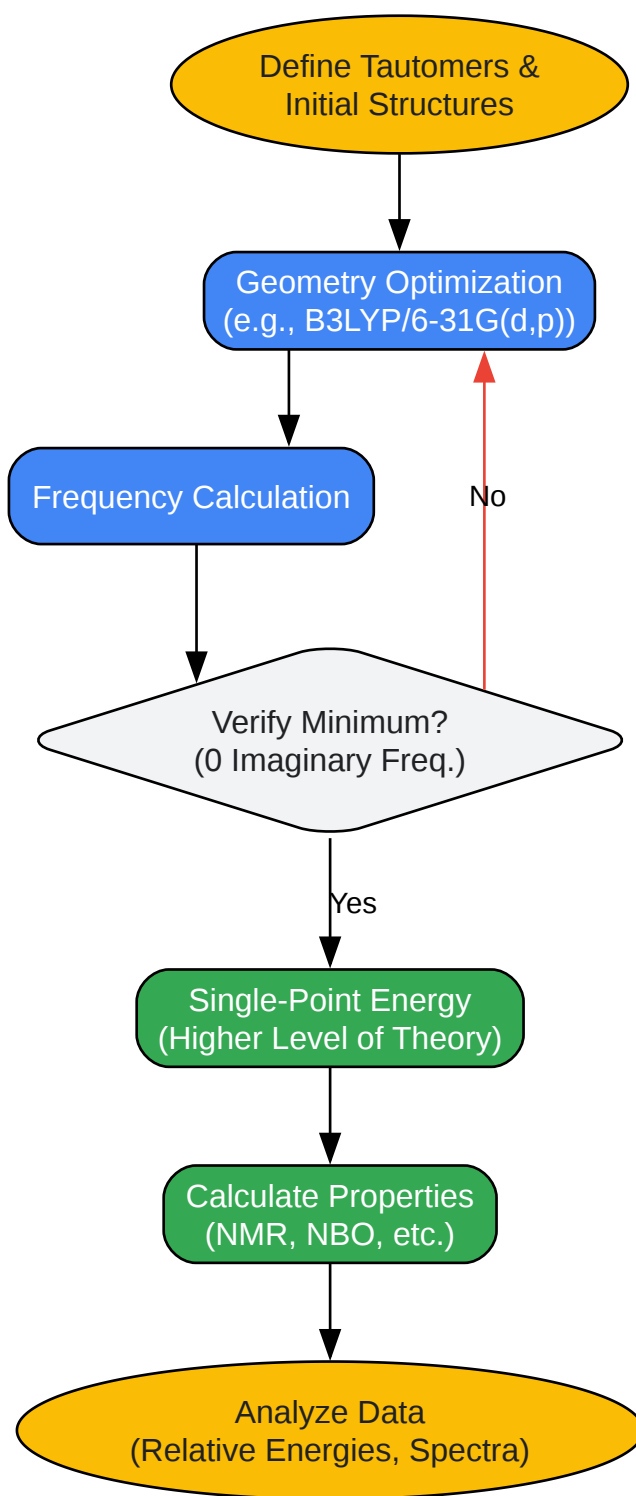 Define Tautomers &
Initial Structures
Geometry Optimization
(e.g., B3LYP/6-31G(d,p))
Frequency Calculation
No
Verify Minimum?
(0 Imaginary Freq.)
Yes
Single-Point Energy
(Higher Level of Theory)
Calculate Properties
(NMR, NBO, etc.)
Analyze Data
(Relative Energies, Spectra)